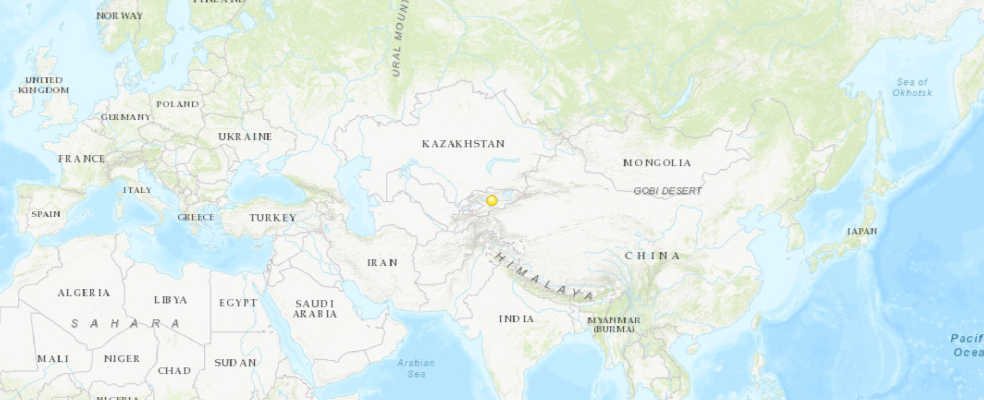 FINLAND
NORWAY
URAL MOUN
Sea of
Okhotsk
UNITED
KINGDOM
POLAND
GERMANY
UKRAINE
KAZAKHSTAN
FRANCE
MONGOLIA
ITALY
GOBI DESERT
SPAIN
GREECE
TURKEY
JAPAN
IRAN
CHINA
HIMALAYA
ALGERIA
LIBYA
EGYPT
SAUDI
ARABIA
SAHARA
INDIA
MYANMAR
(BURMA)
Pacif
Ocea
MALI
NIGER
CHAD
SUDAN
Arabian
Sea
NIGERIA